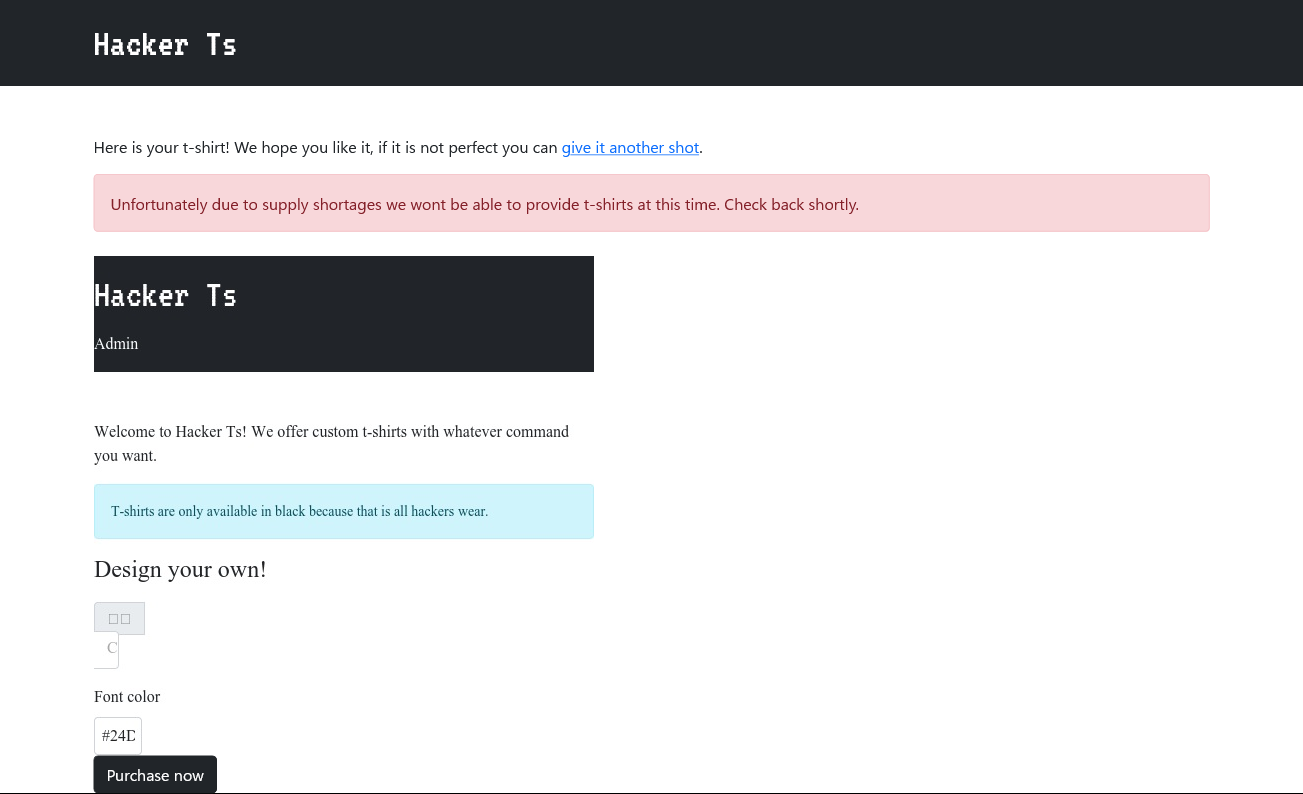 Hacker Ts
Here is your t-shirt! We hope you like it, if it is not perfect you can give it another shot.
Unfortunately due to supply shortages we wont be able to provide t-shirts at this time. Check back shortly.
Hacker Ts
Admin
Welcome to Hacker Ts! We offer custom t-shirts with whatever command
you want.
T-shirts are only available in black because that is all hackers wear.
Design your own!
C
Font color
#24
Purchase now